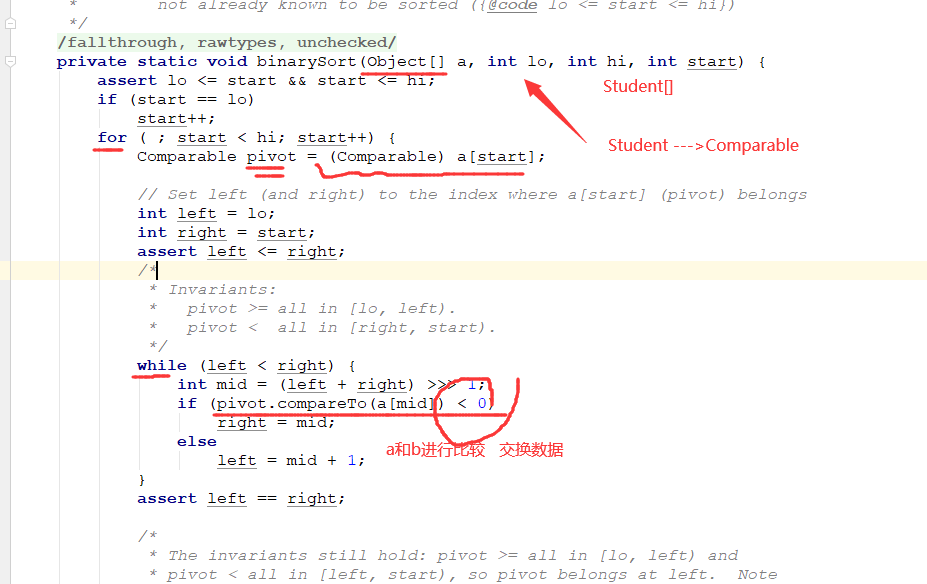 *        not already known to be sorted ({@code lo <= start <= hi})
*/
/fallthrough, rawtypes, unchecked/
private static void binarySort(Object[] a, int lo, int hi, int start) {
assert lo <= start && start <= hi;
Student[]
if (start == lo)
start++;
for ( ; start < hi; start++) {
Student --->Comparable
Comparable pivot = (Comparable) a[start];
// Set left (and right) to the index where a[start] (pivot) belongs
int left = lo;
int right = start;
assert left <= right;
/*
* Invariants:
*   pivot >= all in [lo, left).
*   pivot <  all in [right, start).
*/
while (left < right) {
int mid = (left + right) >>> 1;
if (pivot.compareTo(a[mid]) < 0)
right = mid;
else
a和b进行比较 交换数据
left = mid + 1;
}
assert left == right;
/*
* The invariants still hold: pivot >= all in [lo, left) and
* pivot < all in [left, start), so pivot belongs at left.  Note